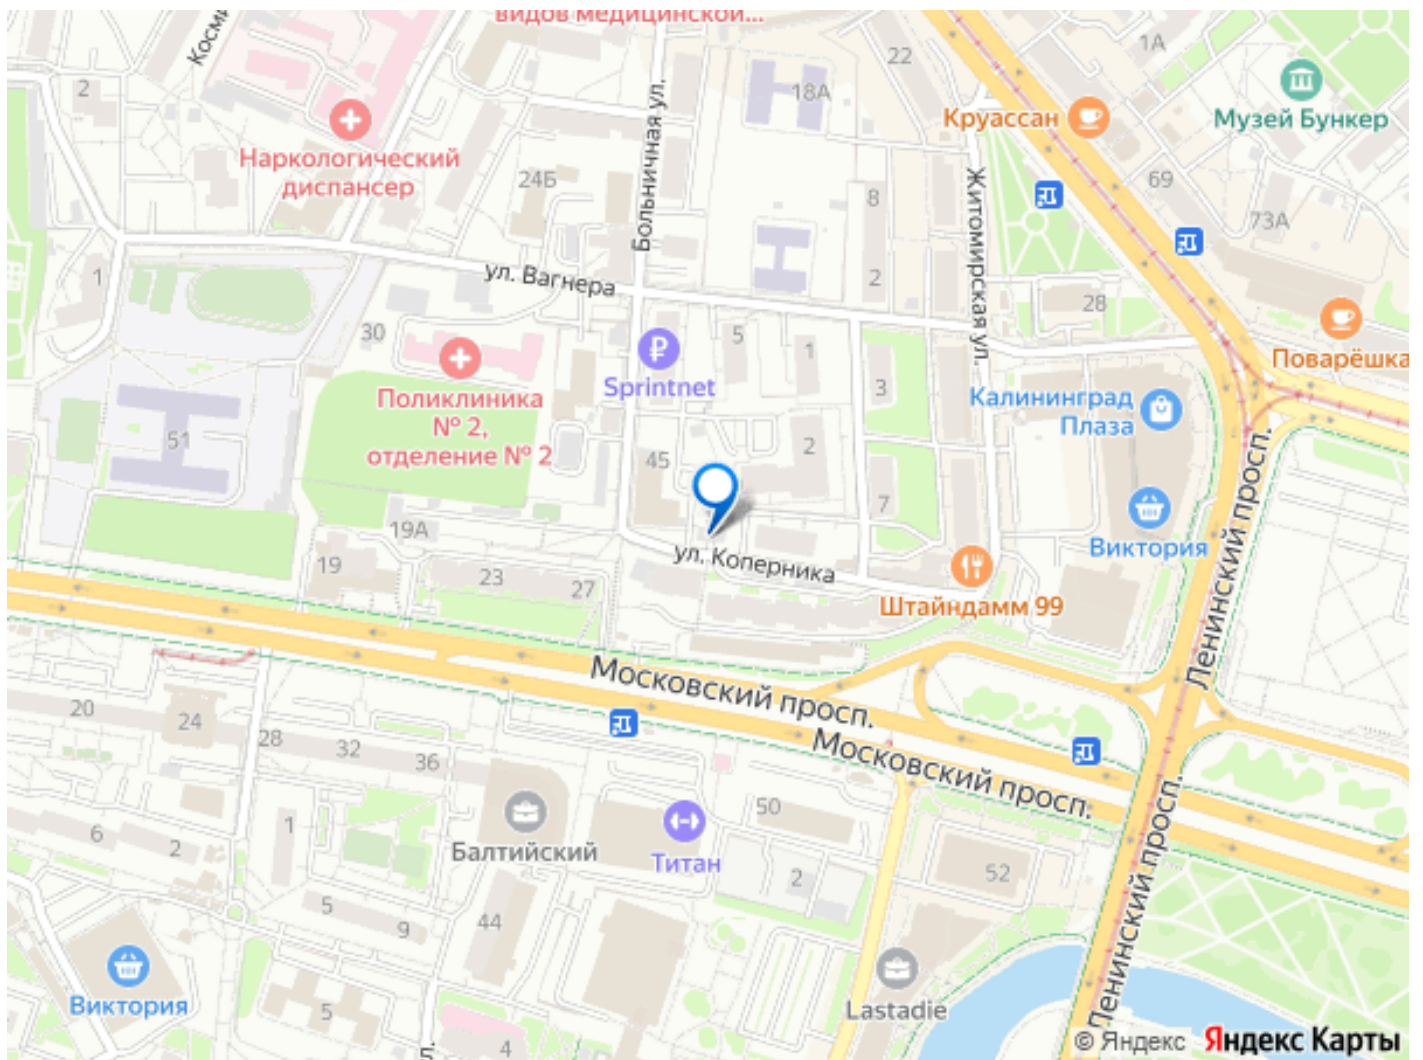 видов медицинской...
Косми
2
22
1А
18А
Больничная ул.
Круассан
Музей Бункер
Наркологический
диспансер
24Б
8
Житомирская ул.
69
73А
1
ул. Вагнера
2
28
30
5
1
Поварёшка
Sprintnet
3
Калининград
Плаза
Поликлиника
№ 2,
отделение № 2
51
45
2
7
19А
Виктория
Ленинский просп.
19
23
27
ул. Коперника
Штайндамм 99
Московский просп.
20
24
28
32
36
Московский просп.
Ленинский просп.
6
2
1
Балтийский
Титан
50
2
52
5
9
44
Виктория
5
5.
4
Lastadie
© Яндекс Яндекс Карты